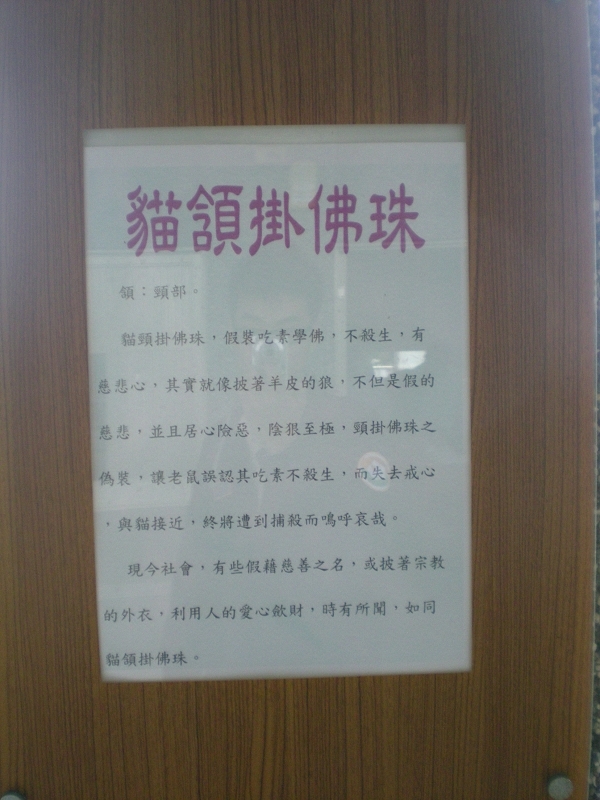 貓頷掛佛珠
頷：頸部。
貓頸掛佛珠，假裝吃素學佛，不殺生，有
慈悲心，其實就像披著羊皮的狼，不但是假的
慈悲，並且居心險惡，陰狠至極，頸掛佛珠之
偽裝，讓老鼠誤認其吃素不殺生，而失去戒心
，與貓接近，終將遭到捕殺而嗚呼哀哉。
現今社會，有些假藉慈善之名，或披著宗教
的外衣，利用人的愛心斂財，時有所聞，如同
貓頷掛佛珠。